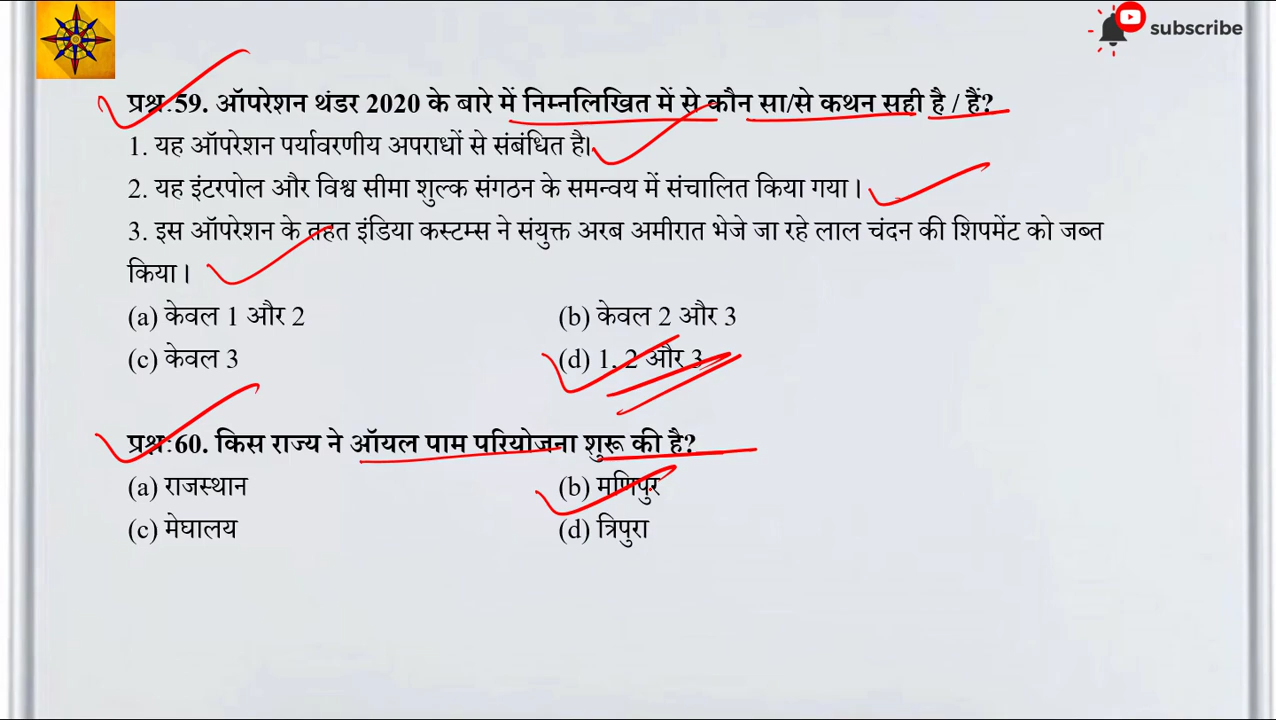 subscribe
प्रश्न:59. ऑपरेशन थंडर 2020 के बारे में निम्नलिखित में से कौन सा/से कथन सही है / हैं?
1. यह ऑपरेशन पर्यावरणीय अपराधों से संबंधित है।
2. यह इंटरपोल और विश्व सीमा शुल्क संगठन के समन्वय में संचालित किया गया।
3. इस ऑपरेशन के तहत इंडिया कस्टम्स ने संयुक्त अरब अमीरात भेजे जा रहे लाल चंदन की शिपमेंट को जब्त
किया।
(a) केवल 1 और 2 (b) केवल 2 और 3
(c) केवल 3 (d) 1, 2 और 3
प्रश्न:60. किस राज्य ने ऑयल पाम परियोजना शुरू की है?
(a) राजस्थान (b) मणिपुर
(c) मेघालय (d) त्रिपुरा